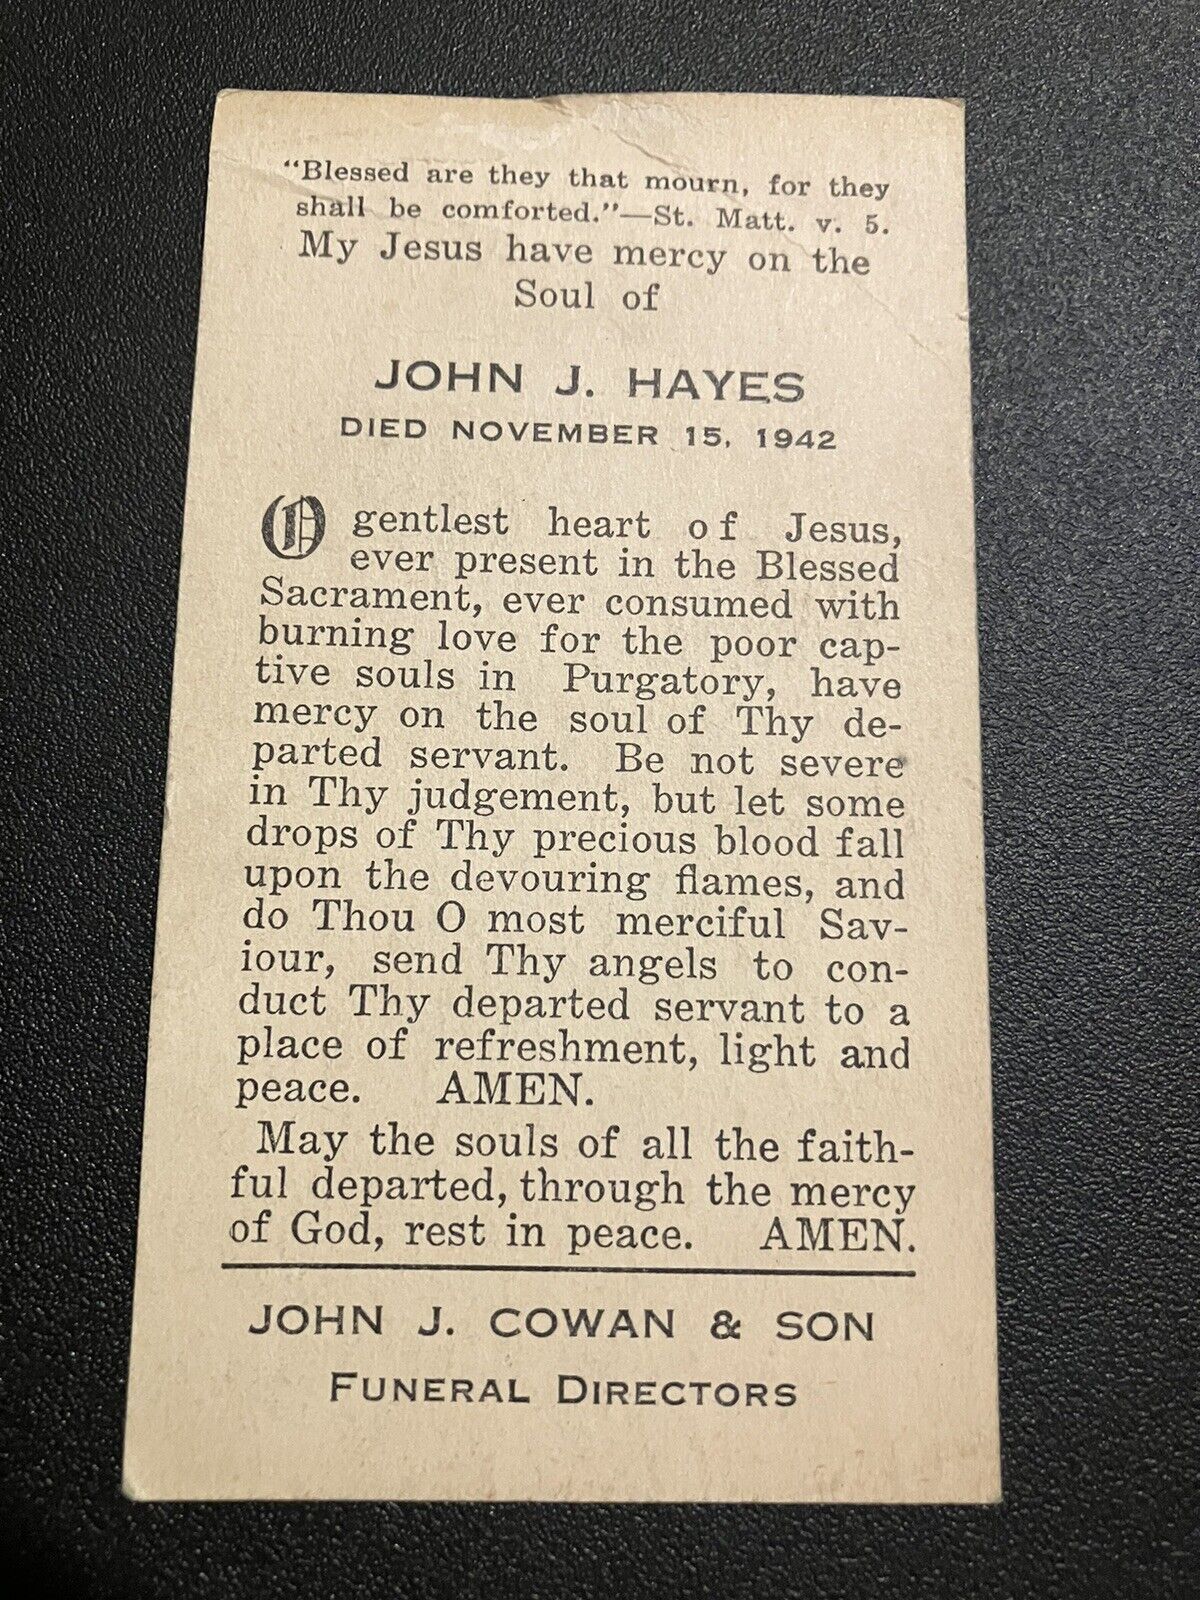 "Blessed are they that mourn, for they
shall be comforted."—St. Matt. v. 5.
My Jesus have mercy on the
Soul of
JOHN J. HAYES
DIED NOVEMBER 15, 1942
O gentlest heart of Jesus,
ever present in the Blessed
Sacrament, ever consumed with
burning love for the poor cap-
tive souls in Purgatory, have
mercy on the soul of Thy de-
parted servant. Be not severe
in Thy judgement, but let some
drops of Thy precious blood fall
upon the devouring flames, and
do Thou O most merciful Sav-
iour, send Thy angels to con-
duct Thy departed servant to a
place of refreshment, light and
peace. AMEN.
May the souls of all the faith-
ful departed, through the mercy
of God, rest in peace. AMEN.
JOHN J. COWAN & SON
FUNERAL DIRECTORS